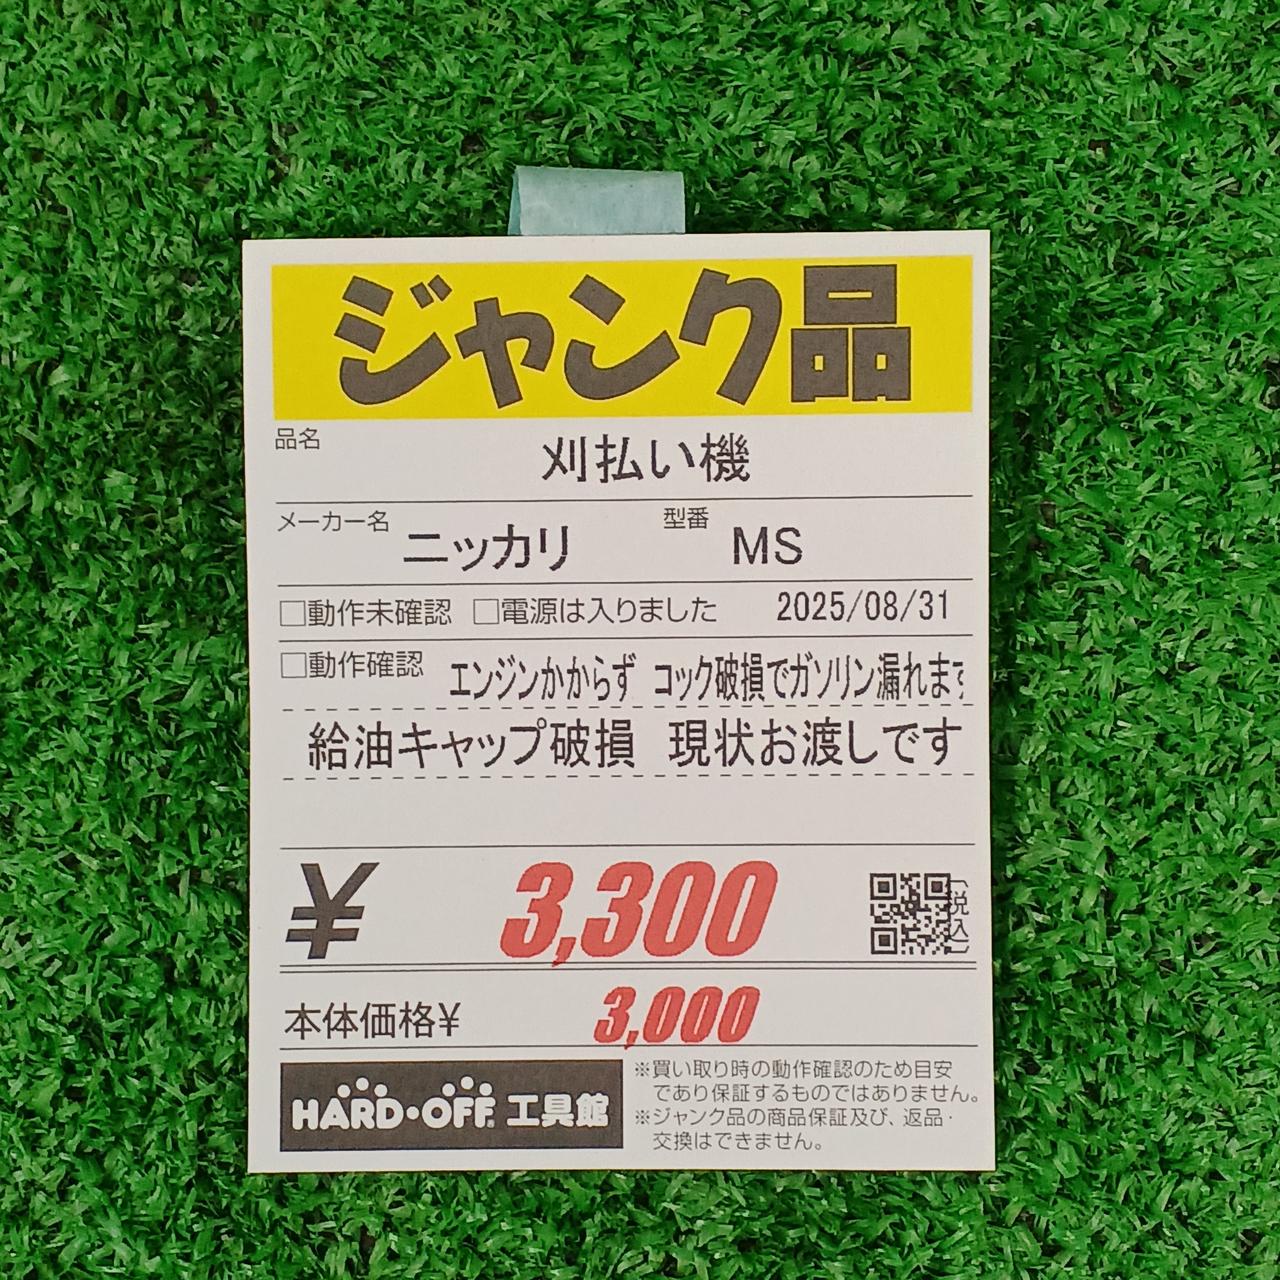 ジャンク品
品名 刈払い機
メーカー名 ニッカリ 型番 MS
□動作未確認 □電源は入りました 2025/08/31
□動作確認 エンジンかからず コック破損でガソリン漏れます
給油キャップ破損 現状お渡しです
¥ 3,300 (税込)
本体価格¥ 3,000
HARD・OFF® 工具館
※買い取り時の動作確認のため目安
であり保証するものではありません。
※ジャンク品の商品保証及び、返品・
交換はできません。